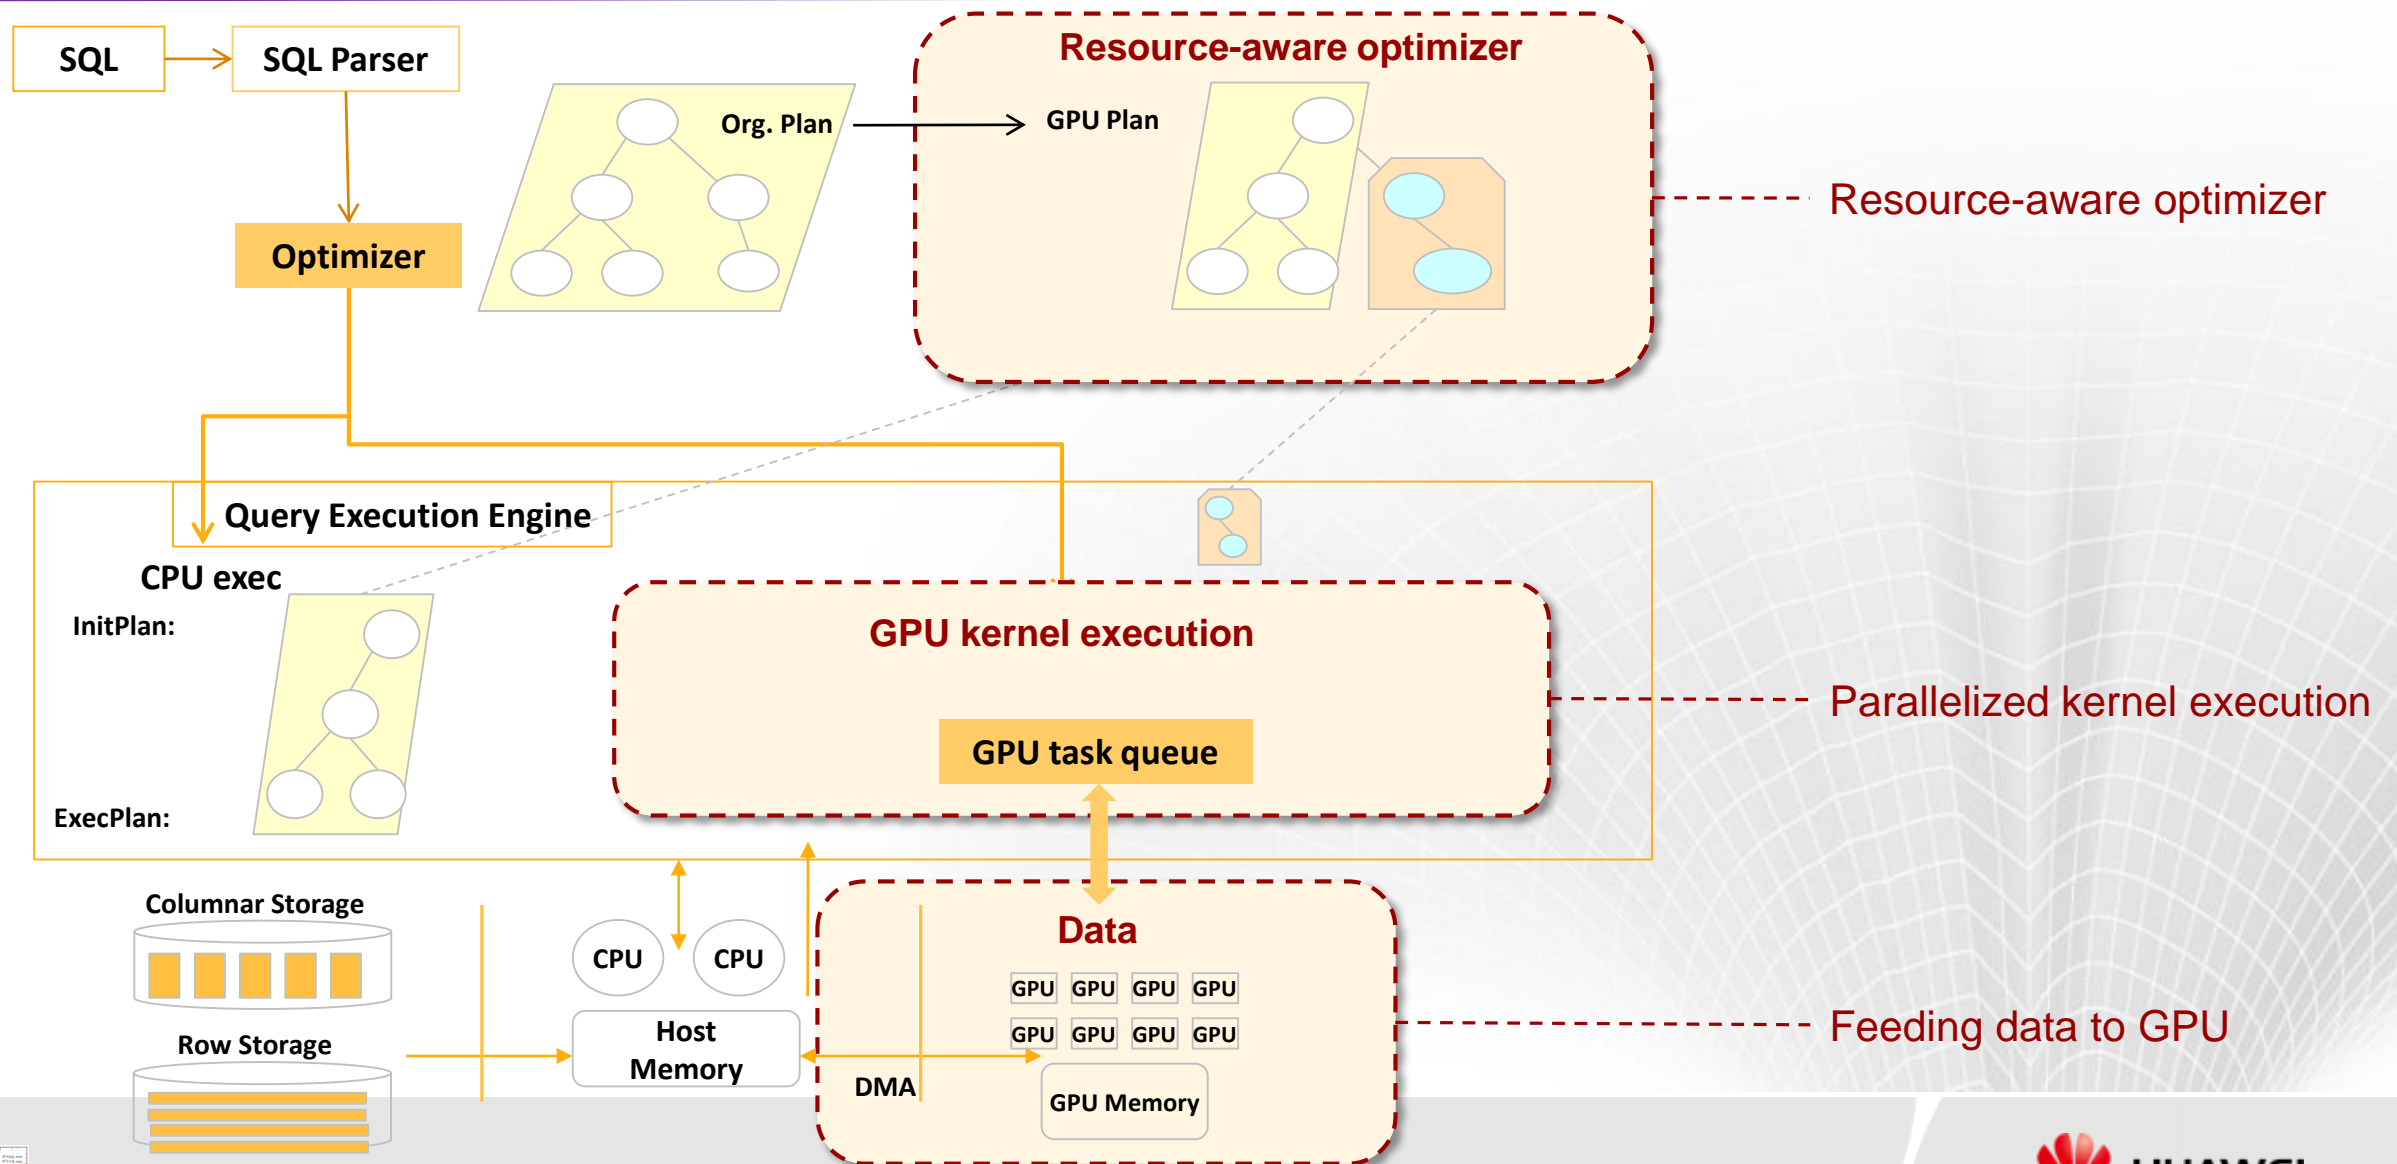 SQL
SQL Parser
Optimizer
Org. Plan
Resource-aware optimizer
GPU Plan
Resource-aware optimizer
Query Execution Engine
CPU exec
InitPlan:
ExecPlan:
GPU kernel execution
GPU task queue
Parallelized kernel execution
Columnar Storage
Row Storage
CPU
CPU
Host
Memory
DMA
Data
GPU GPU GPU GPU
GPU GPU GPU GPU
GPU Memory
Feeding data to GPU
HUAWEI